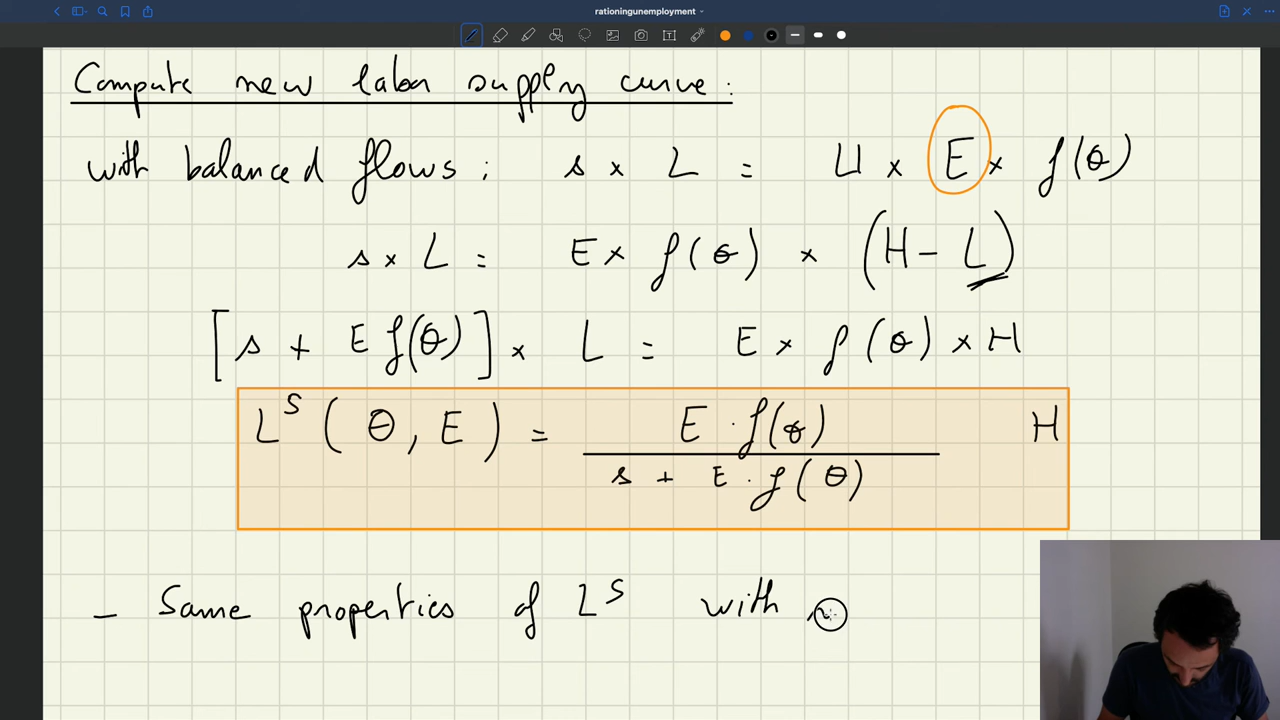 rationingunemployment
Compute new labor supply curve :
with balanced flows : s × L = U × E × f(θ)
s × L = E × f(θ) × (H - L)
[s + E f(θ)] × L = E × f(θ) × H
L^S (θ, E) = E · f(θ) / s + E · f(θ) H
- Same properties of L^S with